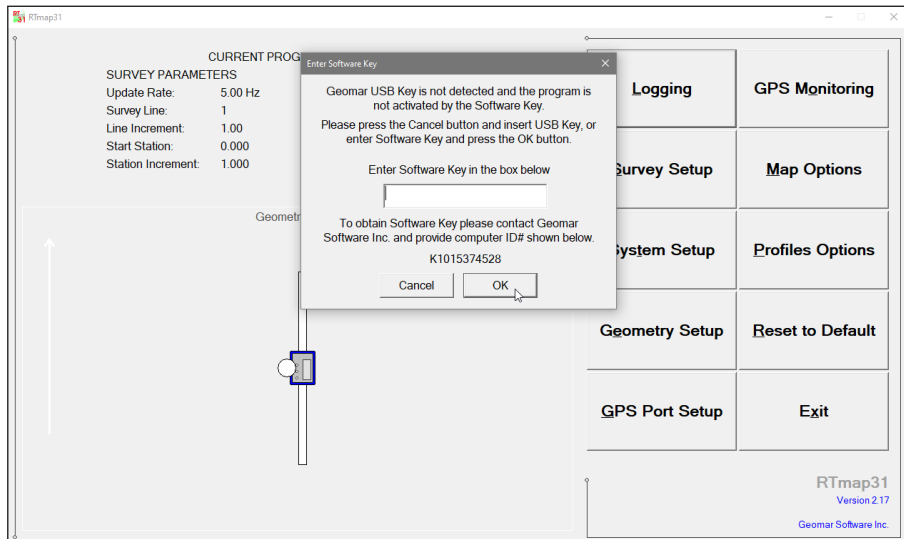 RT
31
RTmap31
CURRENT PROG
SURVEY PARAMETERS
Update Rate: 5.00 Hz
Survey Line: 1
Line Increment: 1.00
Start Station: 0.000
Station Increment: 1.000
Geometr
Enter Software Key
Geomar USB Key is not detected and the program is
not activated by the Software Key.
Please press the Cancel button and insert USB Key, or
enter Software Key and press the OK button.
Enter Software Key in the box below
To obtain Software Key please contact Geomar
Software Inc. and provide computer ID# shown below.
K1015374528
Cancel OK
Logging GPS Monitoring
Survey Setup Map Options
System Setup Profiles Options
Geometry Setup Reset to Default
GPS Port Setup Exit
RTmap31
Version 2.17
Geomar Software Inc.